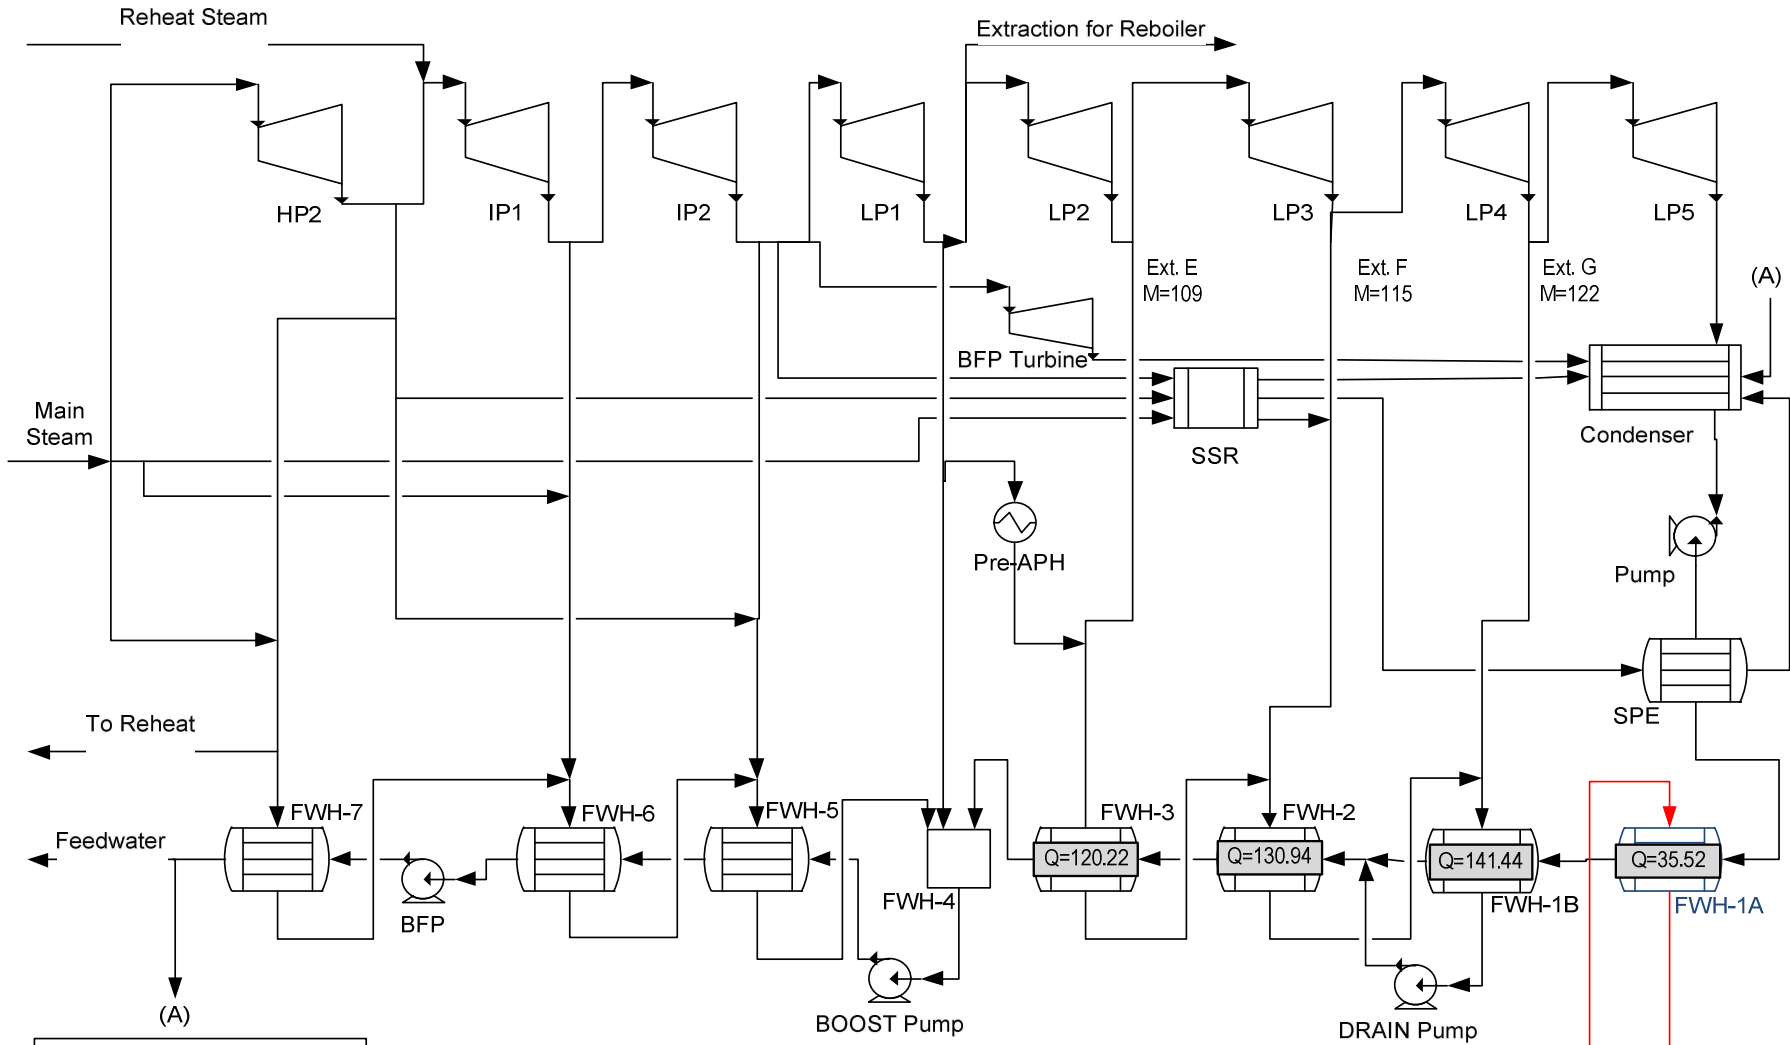 Reheat Steam
Extraction for Reboiler
HP2
IP1
IP2
LP1
LP2
LP3
LP4
LP5
Ext. E
M=109
Ext. F
M=115
Ext. G
M=122
(A)
BFP Turbine
Main
Steam
SSR
Condenser
Pre-APH
Pump
SPE
To Reheat
FWH-7
FWH-6
FWH-5
FWH-3
FWH-2
Feedwater
Q=120.22
Q=130.94
Q=141.44
Q=35.52
FWH-4
FWH-1B
FWH-1A
BFP
(A)
BOOST Pump
DRAIN Pump